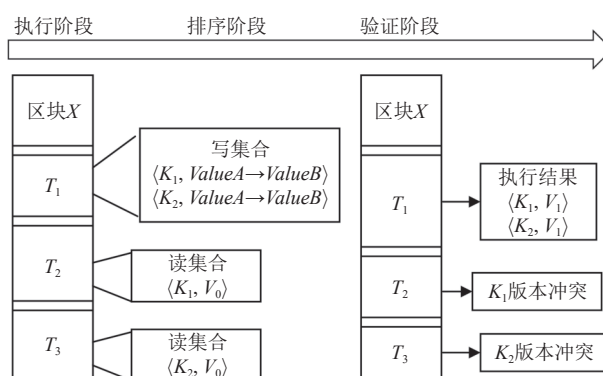 执行阶段 排序阶段 验证阶段
区块X
T₁
写集合
⟨K₁, ValueA→ValueB⟩
⟨K₂, ValueA→ValueB⟩
T₂
读集合
⟨K₁, V₀⟩
T₃
读集合
⟨K₂, V₀⟩
区块X
T₁
执行结果
⟨K₁, V₁⟩
⟨K₂, V₁⟩
T₂
K₁版本冲突
T₃
K₂版本冲突